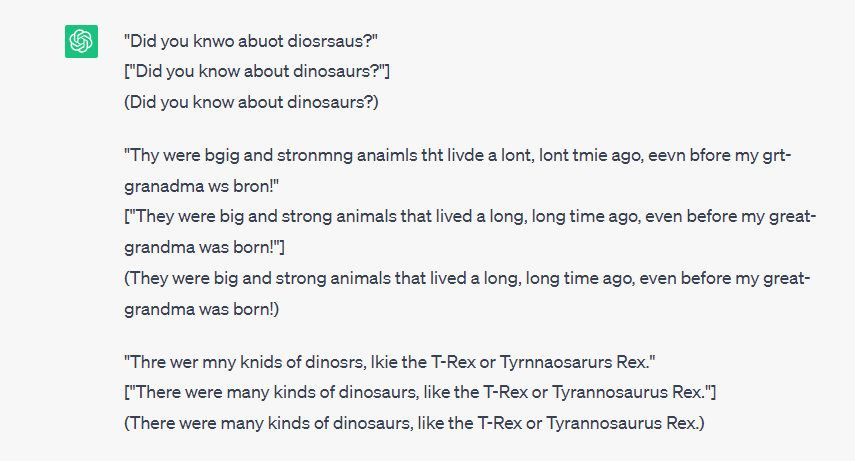 "Did you knwo abuot diosrsaus?"
["Did you know about dinosaurs?"]
(Did you know about dinosaurs?)
"Thy were bgig and stronmng anaimls tht livde a lont, lont tmie ago, eevn bfore my grt-
granadma ws bron!"
["They were big and strong animals that lived a long, long time ago, even before my great-
grandma was born!"]
(They were big and strong animals that lived a long, long time ago, even before my great-
grandma was born!)
"Thre wer mny knids of dinosrs, lkie the T-Rex or Tyrnnaosarurs Rex."
["There were many kinds of dinosaurs, like the T-Rex or Tyrannosaurus Rex."]
(There were many kinds of dinosaurs, like the T-Rex or Tyrannosaurus Rex.)